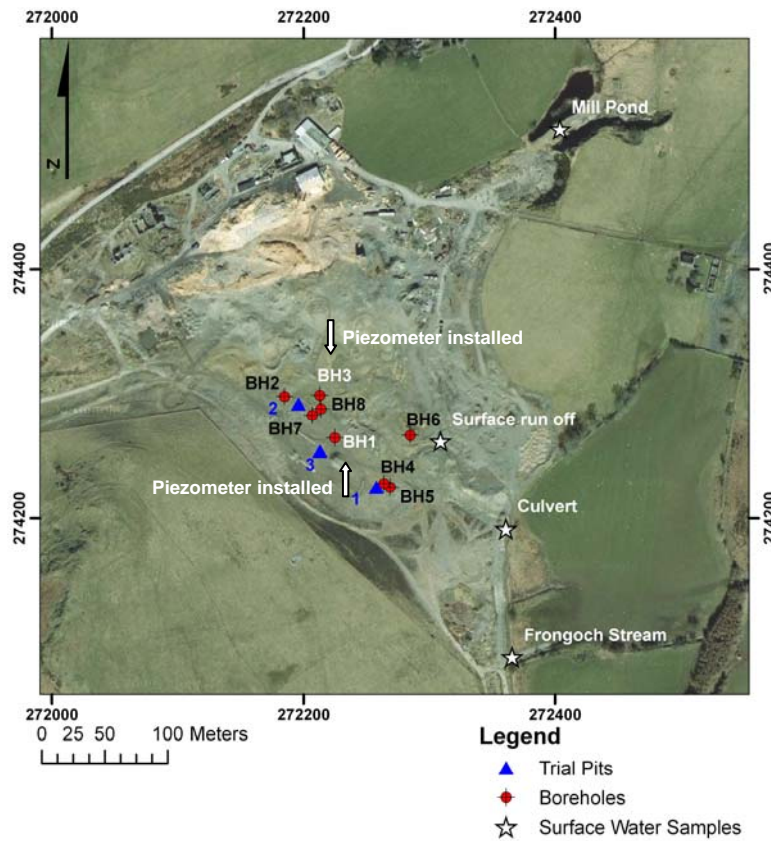 272000 272200 272400
Mill Pond
N
274400 274400
Piezometer installed
BH3
BH2
2 BH8
BH7
BH6
Surface run off
BH1
3
BH4
Piezometer installed
1 BH5
274200 274200
Culvert
Frongoch Stream
272000 272200 272400
0 25 50 100 Meters
Legend
Trial Pits
Boreholes
Surface Water Samples